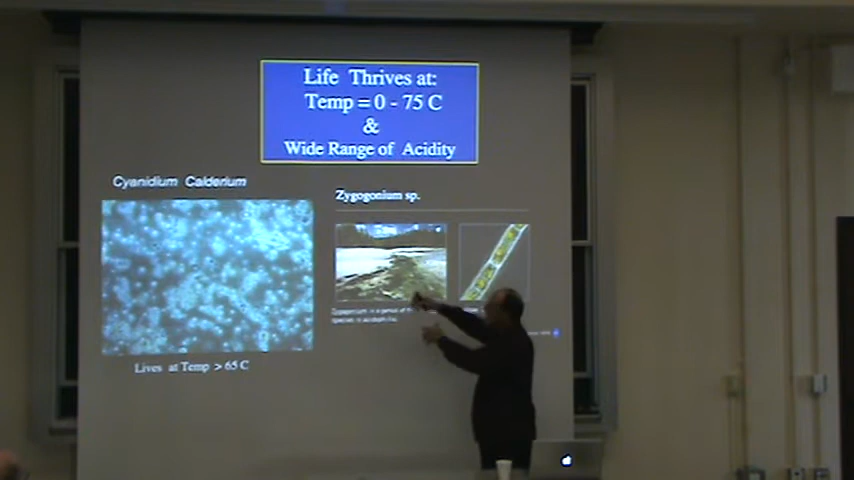 Life Thrives at:
Temp = 0 - 75 C
&
Wide Range of Acidity
Cyanidium Calderium
Zygogonium sp.
Lives at Temp > 65 C